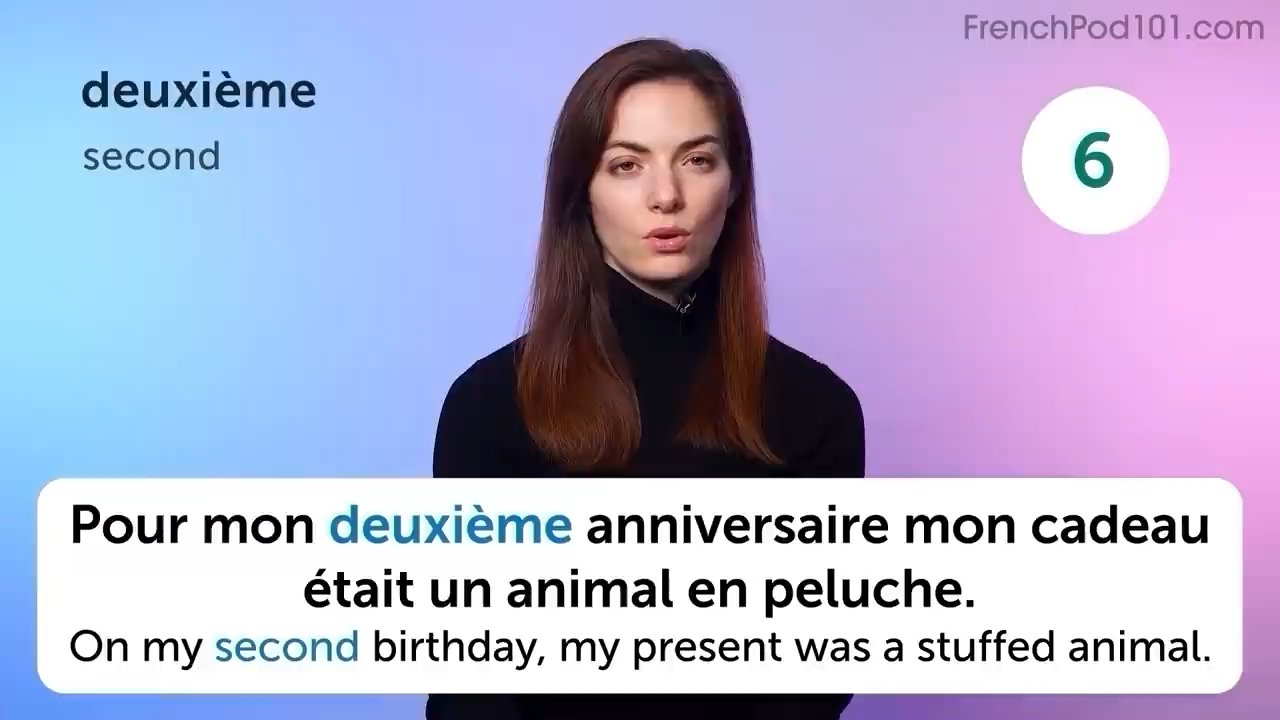 FrenchPod101.com
deuxième
second
6
Pour mon deuxième anniversaire mon cadeau
était un animal en peluche.
On my second birthday, my present was a stuffed animal.